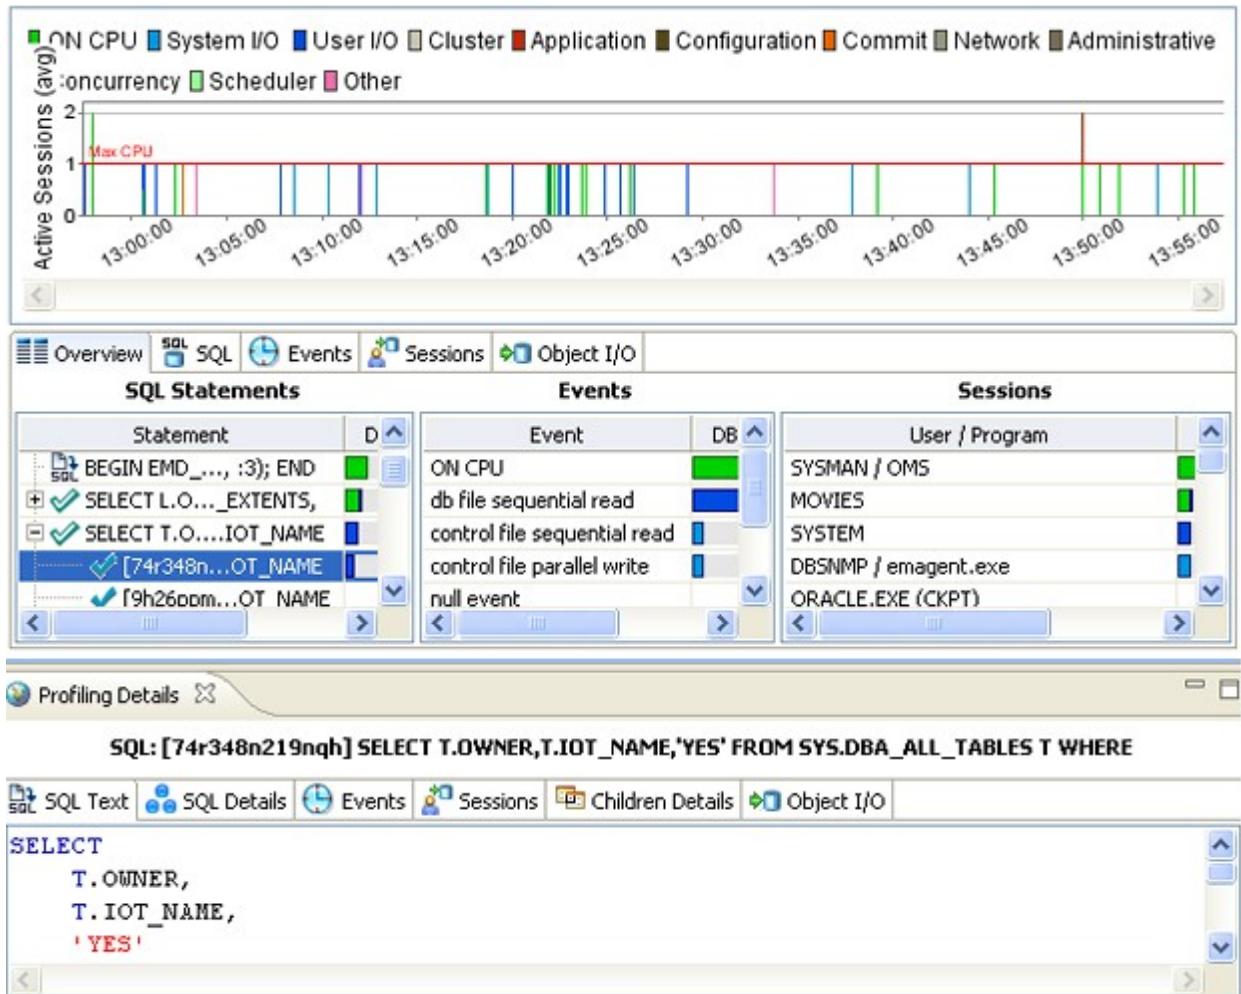 ON CPU System I/O User I/O Cluster Application Configuration Commit Network Administrative
oncurrency Scheduler Other
Active Sessions (avg)
2
Max CPU
1
0
13:00:00 13:05:00 13:10:00 13:15:00 13:20:00 13:25:00 13:30:00 13:35:00 13:40:00 13:45:00 13:50:00 13:55:00
Overview SQL SQL Events Sessions Object I/O
SQL Statements Events Sessions
Statement D Event DB User / Program
SQL BEGIN EMD_..., :3); END ON CPU SYSMAN / OMS
SELECT L.O..._EXTENTS, db file sequential read MOVIES
SELECT T.O....IOT_NAME control file sequential read SYSTEM
[74r348n...OT_NAME control file parallel write DBSNMP / emagent.exe
[9h26ppm...OT_NAME null event ORACLE.EXE (CKPT)
Profiling Details
SQL: [74r348n219nqh] SELECT T.OWNER,T.IOT_NAME,'YES' FROM SYS.DBA_ALL_TABLES T WHERE
SQL SQL Text SQL Details Events Sessions Children Details Object I/O
SELECT
T.OWNER,
T.IOT_NAME,
'YES'